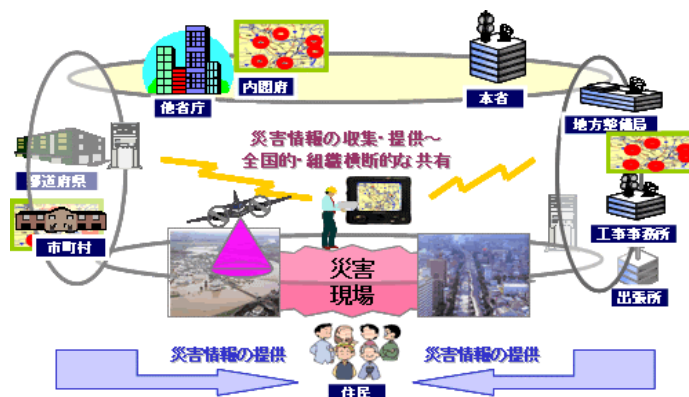 他省庁
内閣府
本省
地方整備局
災害情報の収集・提供～
全国的・組織横断的な共有
都道府県
市町村
工事事務所
災害
現場
出張所
災害情報の提供
災害情報の提供
住民